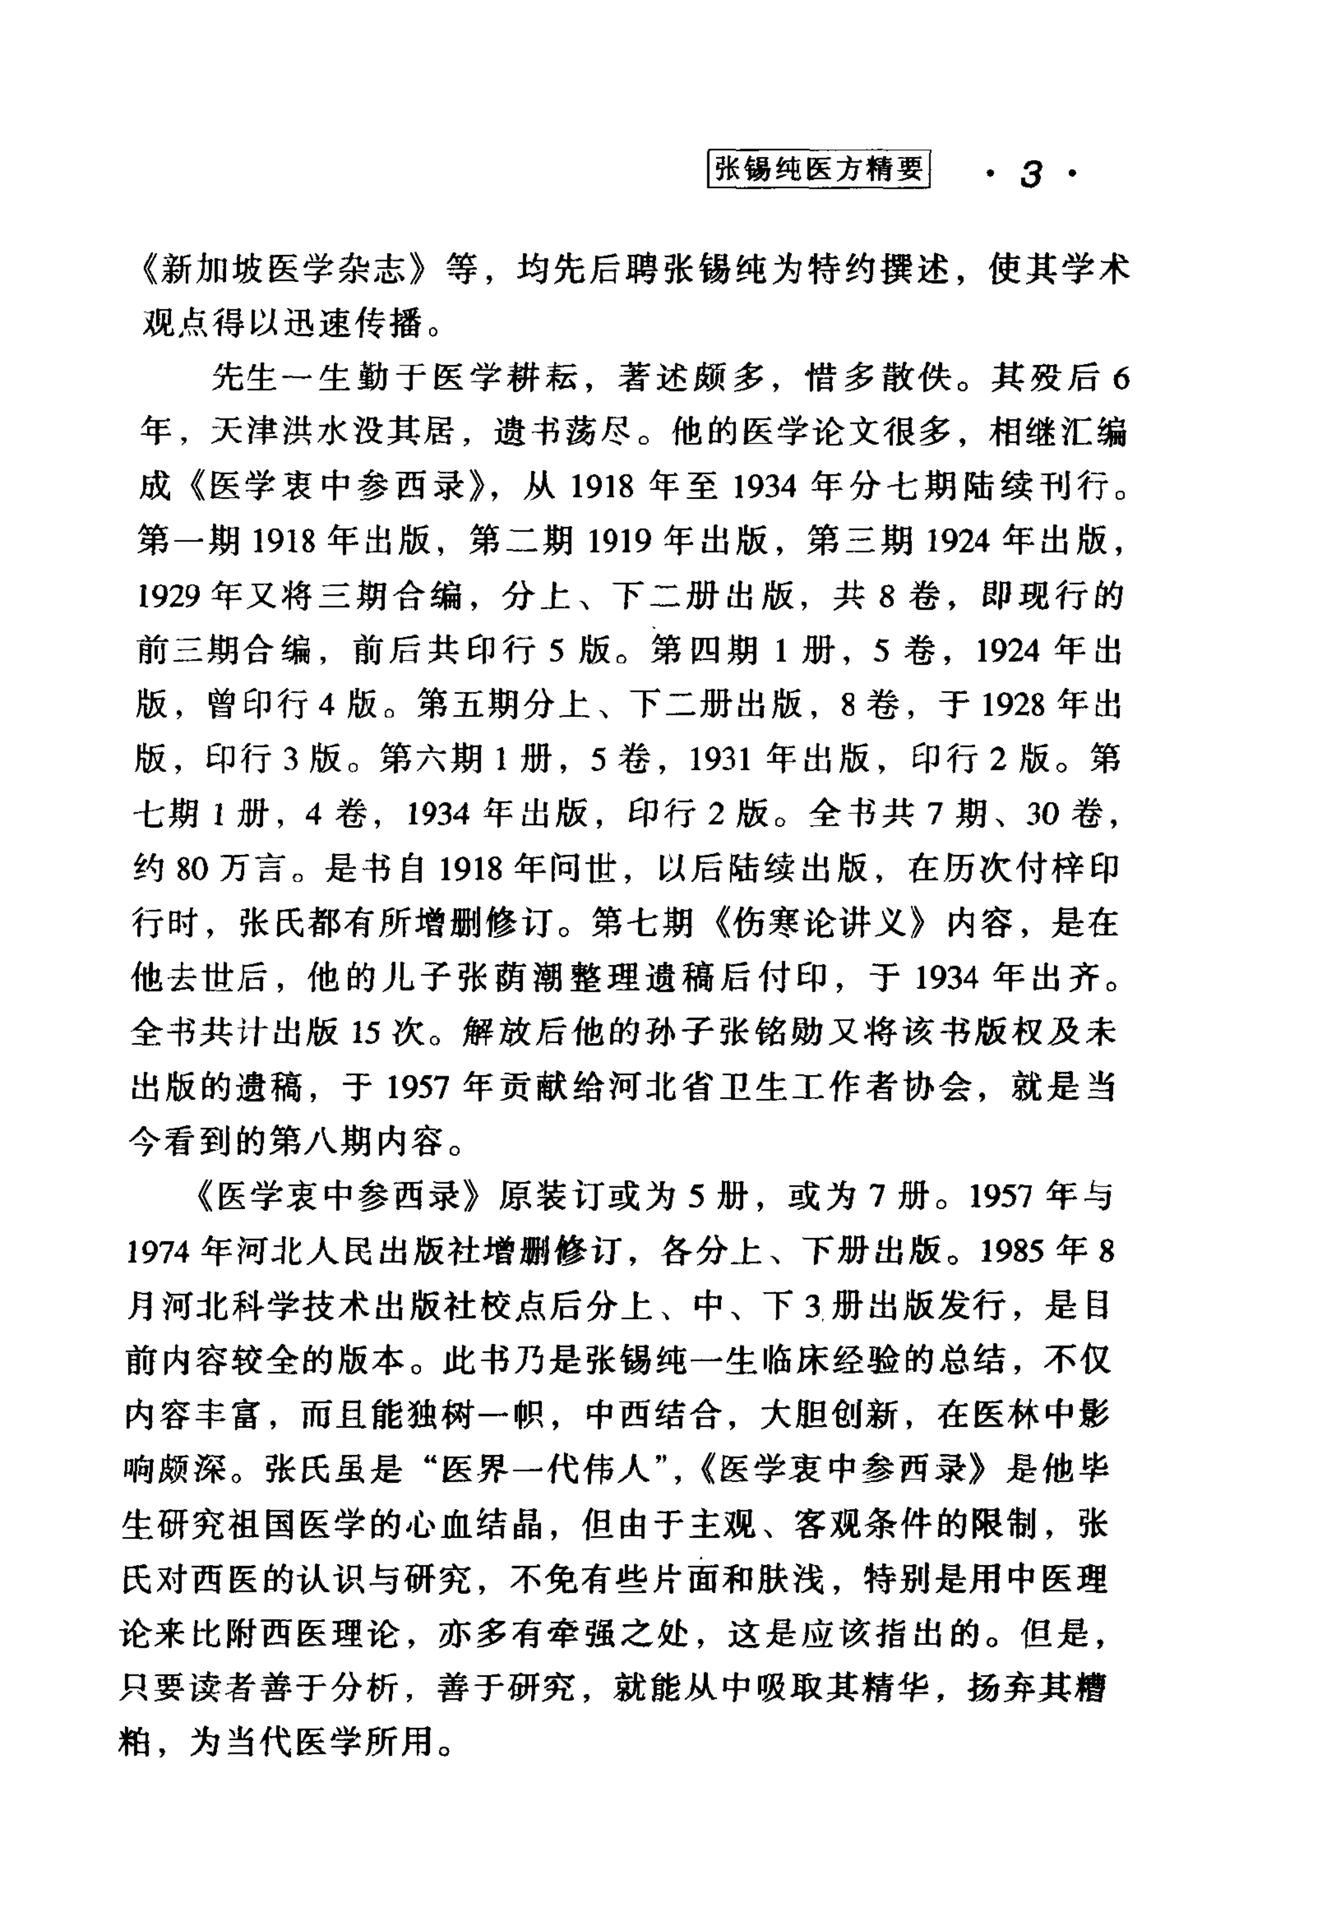 张锡纯医方精要 · 3 ·
《新加坡医学杂志》等，均先后聘张锡纯为特约撰述，使其学术
观点得以迅速传播。
先生一生勤于医学耕耘，著述颇多，惜多散佚。其殁后 6
年，天津洪水没其居，遗书荡尽。他的医学论文很多，相继汇编
成《医学衷中参西录》，从 1918 年至 1934 年分七期陆续刊行。
第一期 1918 年出版，第二期 1919 年出版，第三期 1924 年出版，
1929 年又将三期合编，分上、下二册出版，共 8 卷，即现行的
前三期合编，前后共印行 5 版。第四期 1 册，5 卷，1924 年出
版，曾印行 4 版。第五期分上、下二册出版，8 卷，于 1928 年出
版，印行 3 版。第六期 1 册，5 卷，1931 年出版，印行 2 版。第
七期 1 册，4 卷，1934 年出版，印行 2 版。全书共 7 期、30 卷，
约 80 万言。是书自 1918 年问世，以后陆续出版，在历次付梓印
行时，张氏都有所增删修订。第七期《伤寒论讲义》内容，是在
他去世后，他的儿子张荫潮整理遗稿后付印，于 1934 年出齐。
全书共计出版 15 次。解放后他的孙子张铭勋又将该书版权及未
出版的遗稿，于 1957 年贡献给河北省卫生工作者协会，就是当
今看到的第八期内容。
《医学衷中参西录》原装订或为 5 册，或为 7 册。1957 年与
1974 年河北人民出版社增删修订，各分上、下册出版。1985 年 8
月河北科学技术出版社校点后分上、中、下 3 册出版发行，是目
前内容较全的版本。此书乃是张锡纯一生临床经验的总结，不仅
内容丰富，而且能独树一帜，中西结合，大胆创新，在医林中影
响颇深。张氏虽是“医界一代伟人”，《医学衷中参西录》是他毕
生研究祖国医学的心血结晶，但由于主观、客观条件的限制，张
氏对西医的认识与研究，不免有些片面和肤浅，特别是用中医理
论来比附西医理论，亦多有牵强之处，这是应该指出的。但是，
只要读者善于分析，善于研究，就能从中吸取其精华，扬弃其糟
粕，为当代医学所用。